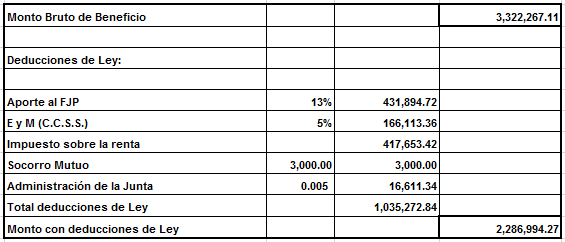 Monto Bruto de Beneficio 3,322,267.11
Deducciones de Ley:
Aporte al FJP 13% 431,894.72
E y M (C.C.S.S.) 5% 166,113.36
Impuesto sobre la renta 417,653.42
Socorro Mutuo 3,000.00 3,000.00
Administración de la Junta 0.005 16,611.34
Total deducciones de Ley 1,035,272.84
Monto con deducciones de Ley 2,286,994.27